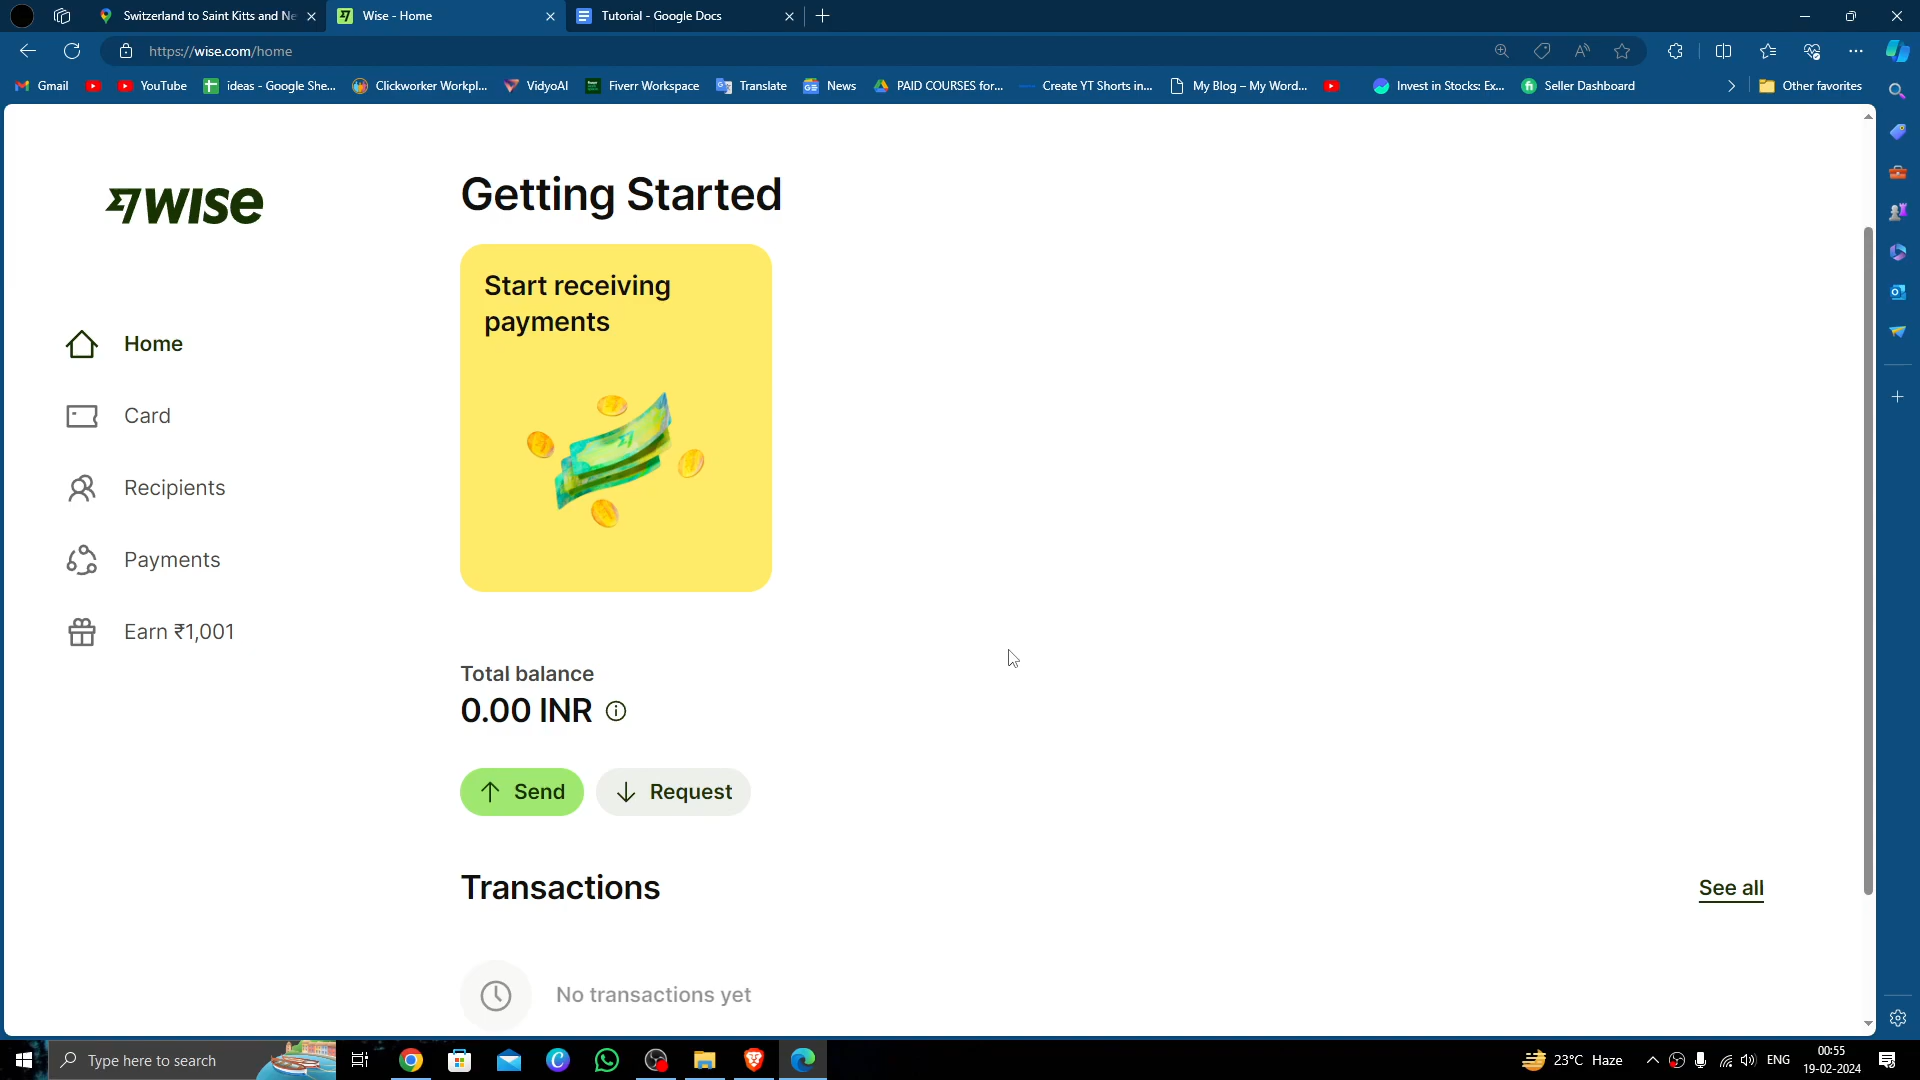 Switzerland to Saint Kitts and Ne
Wise - Home
Tutorial - Google Docs
https://wise.com/home
Gmail
YouTube
ideas - Google She...
Clickworker Workpl...
VidyoAI
Fiverr Workspace
Translate
News
PAID COURSES for...
Create YT Shorts in...
My Blog – My Word...
Invest in Stocks: Ex...
Seller Dashboard
Other favorites
WISE
Home
Card
Recipients
Payments
Earn ₹1,001
Getting Started
Start receiving
payments
Total balance
0.00 INR
Send
Request
Transactions
See all
No transactions yet
Type here to search
23°C Haze
ENG
00:55
19-02-2024